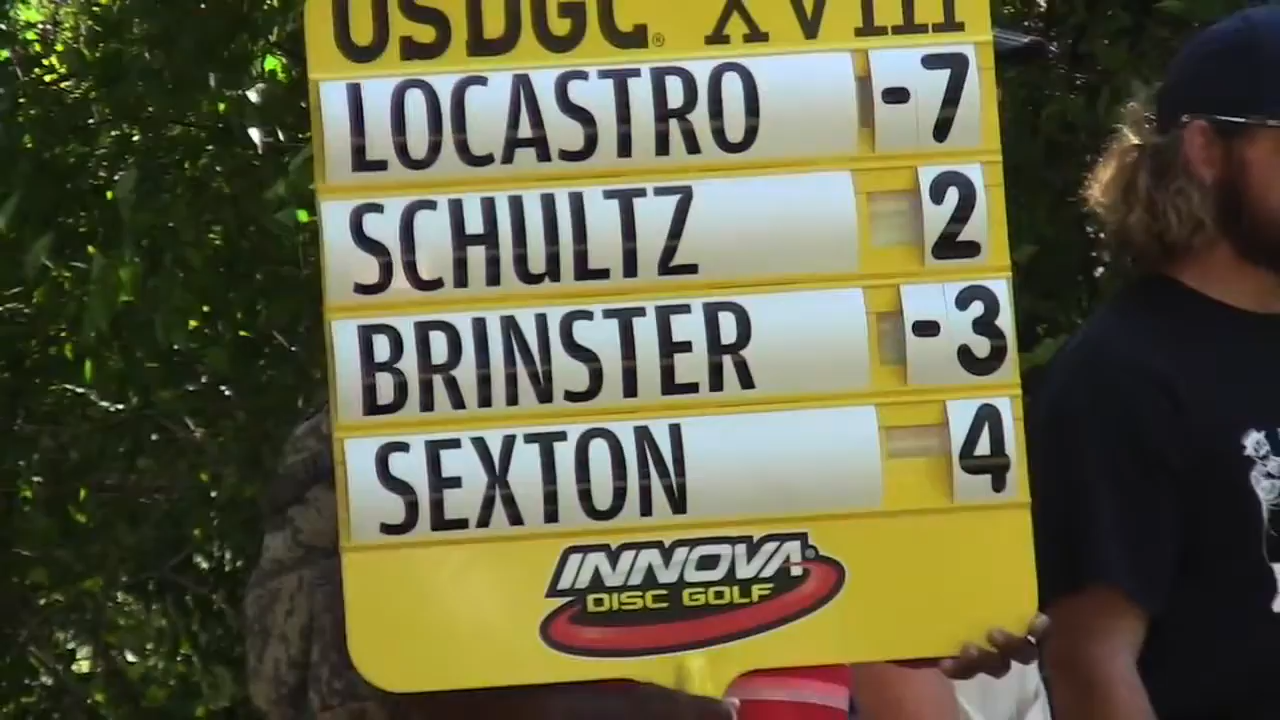 USDGC® XVIII
LOCASTRO -7
SCHULTZ 2
BRINSTER -3
SEXTON 4
INNOVA®
DISC GOLF